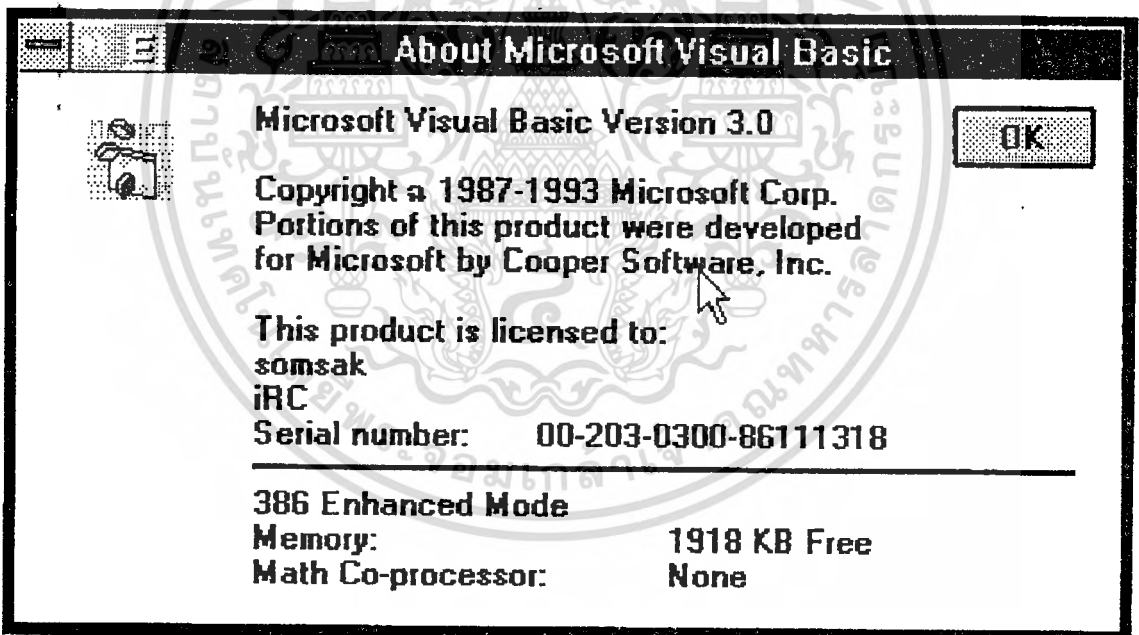 About Microsoft Visual Basic
Microsoft Visual Basic Version 3.0
OK
Copyright a 1987-1993 Microsoft Corp.
Portions of this product were developed
for Microsoft by Cooper Software, Inc.
This product is licensed to:
somsak
iRC
Serial number: 00-203-0300-86111318
386 Enhanced Mode
Memory: 1918 KB Free
Math Co-processor: None